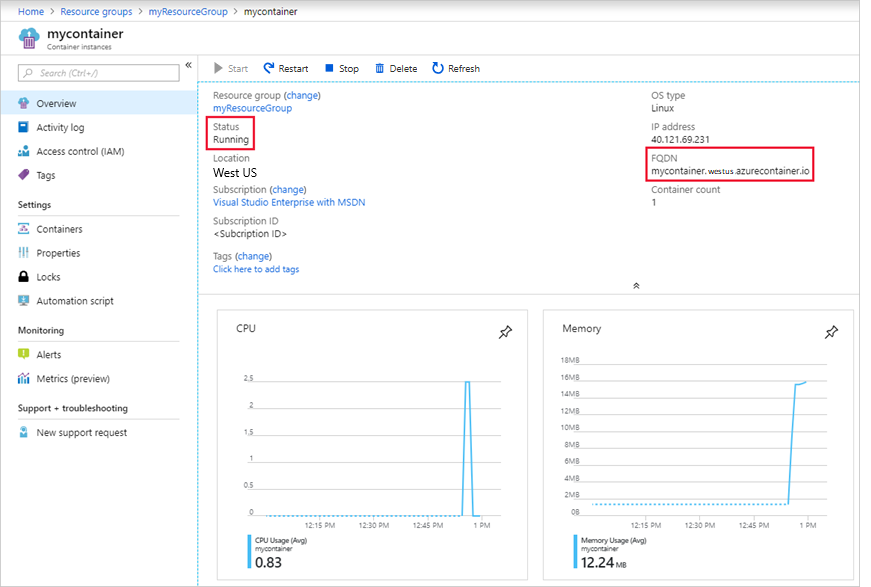 Home > Resource groups > myResourceGroup > mycontainer
mycontainer
Container instances
«
Search (Ctrl+/)
Overview
Activity log
Access control (IAM)
Tags
Settings
Containers
Properties
Locks
Automation script
Monitoring
Alerts
Metrics (preview)
Support + troubleshooting
New support request
Start Restart Stop Delete Refresh
Resource group (change)
myResourceGroup
Status
Running
Location
West US
Subscription (change)
Visual Studio Enterprise with MSDN
Subscription ID
<Subcription ID>
Tags (change)
Click here to add tags
OS type
Linux
IP address
40.121.69.231
FQDN
mycontainer.westus.azurecontainer.io
Container count
1
CPU
2.5
2
1.5
1
0.5
0
12:15 PM 12:30 PM 12:45 PM 1 PM
CPU Usage (Avg)
mycontainer
0.83
Memory
18MB
16MB
14MB
12MB
10MB
8MB
6MB
4MB
2MB
0B
12:15 PM 12:30 PM 12:45 PM 1 PM
Memory Usage (Avg)
mycontainer
12.24 MB